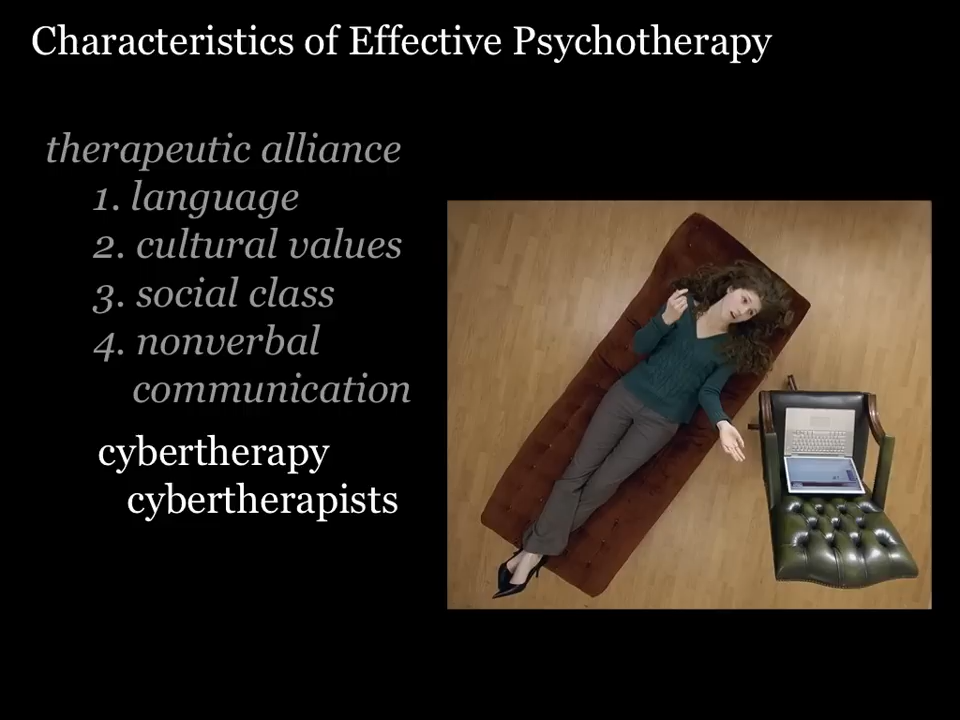 Characteristics of Effective Psychotherapy
therapeutic alliance
1. language
2. cultural values
3. social class
4. nonverbal
communication
cybertherapy
cybertherapists